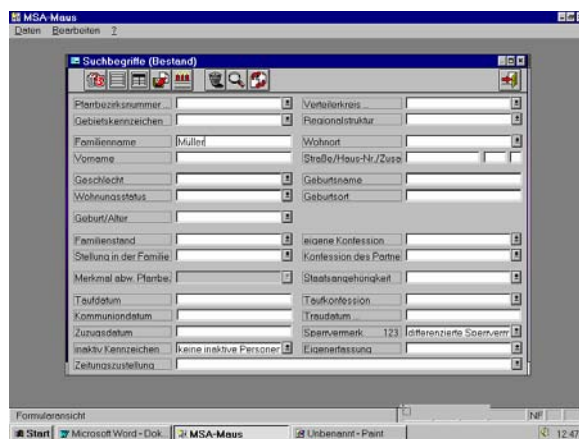 MSA-Maus
Daten Bearbeiten ?
Suchbegriffe (Bestand)
Pfarrbezirksnummer ... Verteilerkreis ...
Gebietskennzeichen Regionalstruktur
Familienname Müller Wohnort
Vorname Straße/Haus-Nr./Zusa
Geschlecht Geburtsname
Wohnungsstatus Geburtsort
Geburt/Alter
Familienstand eigene Konfession
Stellung in der Familie Konfession des Partne
Merkmal abw. Pfarrbe. Staatsangehörigkeit
Taufdatum Taufkonfession
Kommuniondatum Traudatum ...
Zuzugsdatum Sperrvermerk 123 differenzierte Sperrverm
inaktiv Kennzeichen keine inaktive Personen Eigenerfassung
Zeitungszustellung
Formularansicht NF
Start Microsoft Word - Dok. MSA-Maus Unbenannt - Paint 12:47